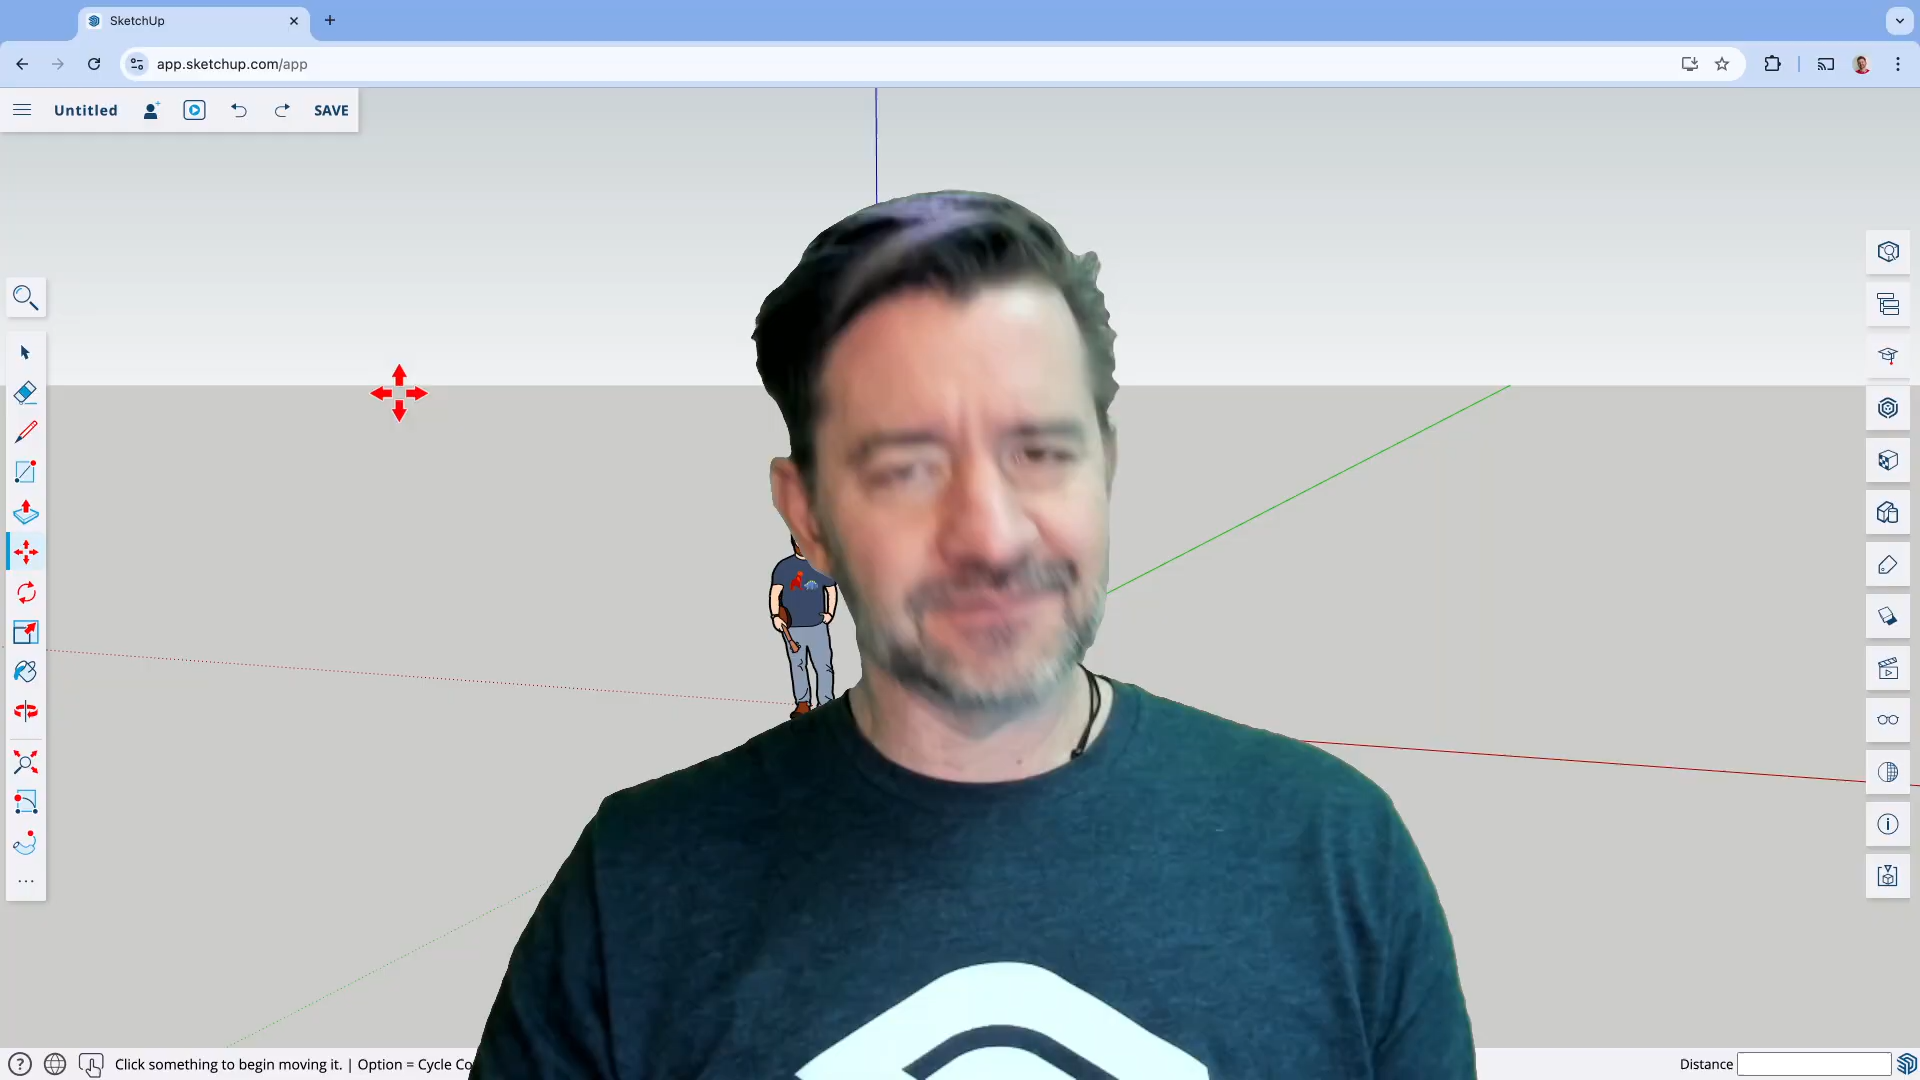 SketchUp
app.sketchup.com/app
Untitled
SAVE
Click something to begin moving it. | Option = Cycle Co
Distance